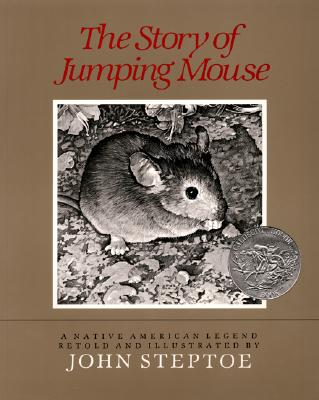 The Story of
Jumping Mouse
A NATIVE AMERICAN LEGEND
RETOLD AND ILLUSTRATED BY
JOHN STEPTOE